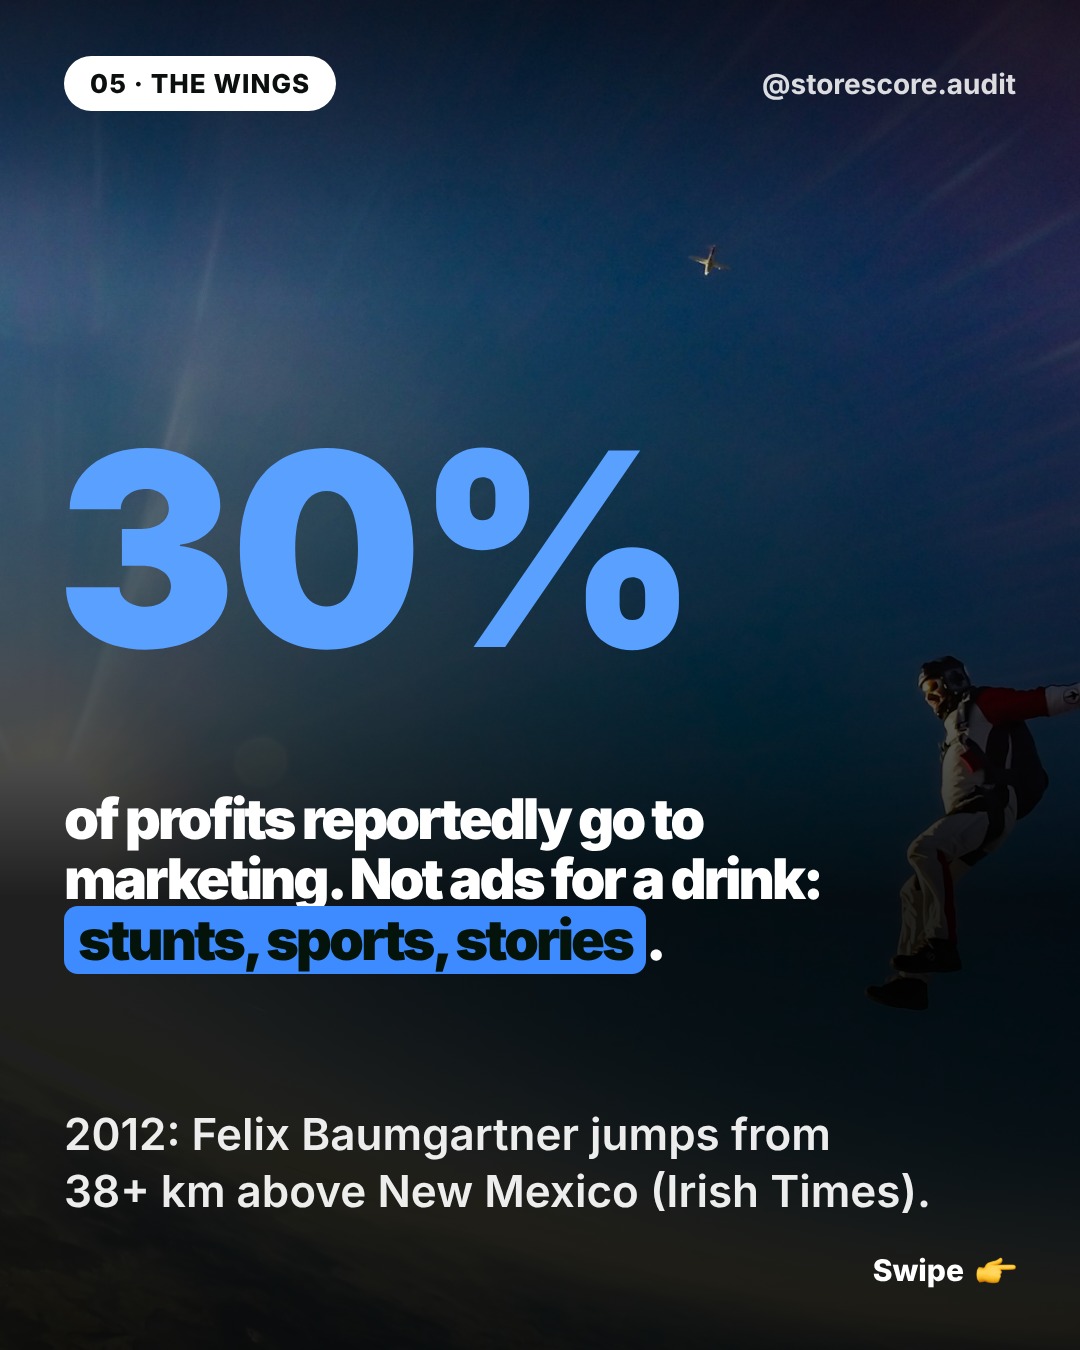 05 · THE WINGS
@storescore.audit
30%
of profits reportedly go to
marketing. Not ads for a drink:
stunts, sports, stories.
2012: Felix Baumgartner jumps from
38+ km above New Mexico (Irish Times).
Swipe 👉